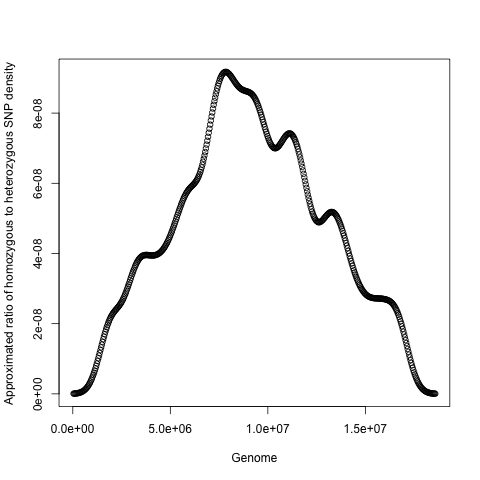 Approximated ratio of homozygous to heterozygous SNP density
8e-08
6e-08
4e-08
2e-08
0e+00
0.0e+00 5.0e+06 1.0e+07 1.5e+07
Genome